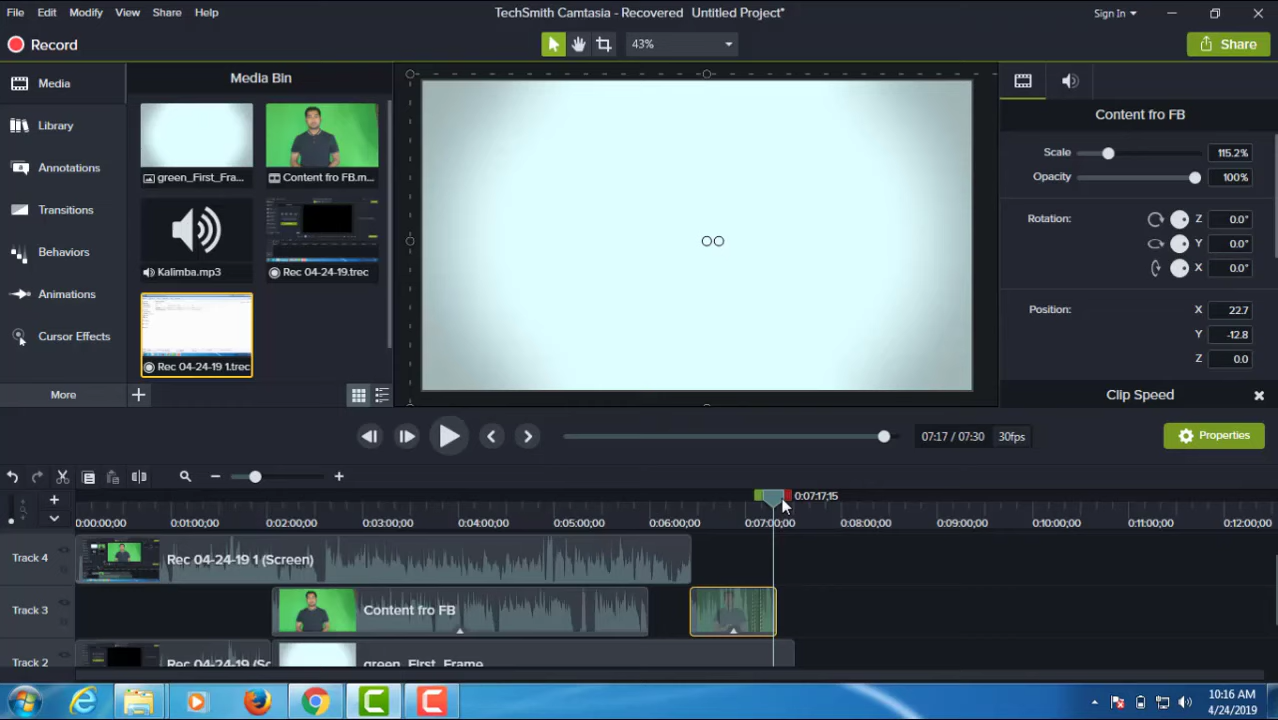 File Edit Modify View Share Help TechSmith Camtasia - Recovered Untitled Project* Sign In
Record 43% Share
Media Media Bin
Library
Annotations
Transitions
Behaviors
Animations
Cursor Effects
More
green_First_Fra...
Content fro FB.m...
Kalimba.mp3
Rec 04-24-19.trec
Rec 04-24-19 1.trec
Content fro FB
Scale 115.2%
Opacity 100%
Rotation: Z 0.0°
Y 0.0°
X 0.0°
Position: X 22.7
Y -12.8
Z 0.0
Clip Speed
07:17 / 07:30 30fps Properties
0:07:17;15
0:00:00;00 0:01:00;00 0:02:00;00 0:03:00;00 0:04:00;00 0:05:00;00 0:06:00;00 0:07:00;00 0:08:00;00 0:09:00;00 0:10:00;00 0:11:00;00 0:12:00;00
Track 4 Rec 04-24-19 1 (Screen)
Track 3 Content fro FB
Track 2 Rec 04-24-19 (Sc green_First_Frame
10:16 AM
4/24/2019